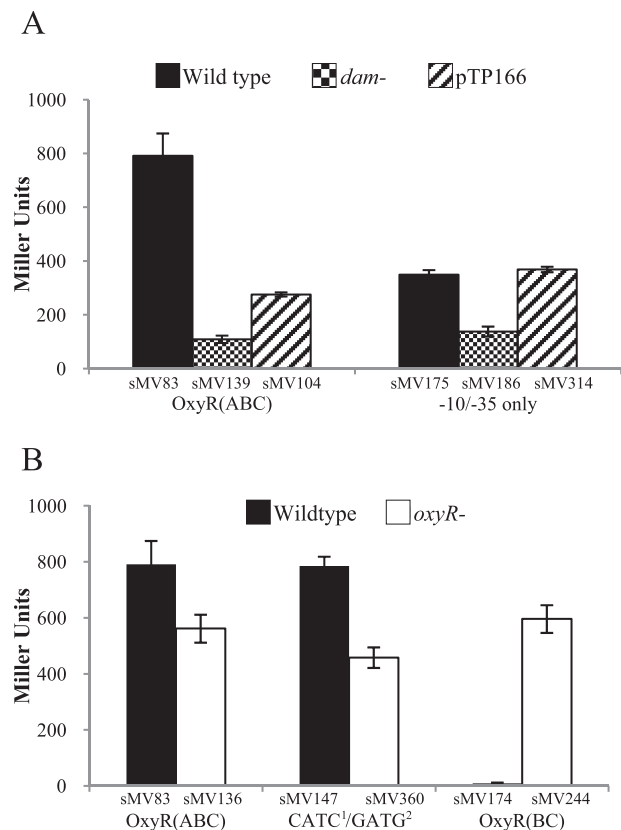 A
Wild type dam- pTP166
1000
800
600
400
200
0
Miller Units
sMV83 sMV139 sMV104 sMV175 sMV186 sMV314
OxyR(ABC) -10/-35 only
B
Wildtype oxyR-
1000
800
600
400
200
0
Miller Units
sMV83 sMV136 sMV147 sMV360 sMV174 sMV244
OxyR(ABC) CATC¹/GATG² OxyR(BC)